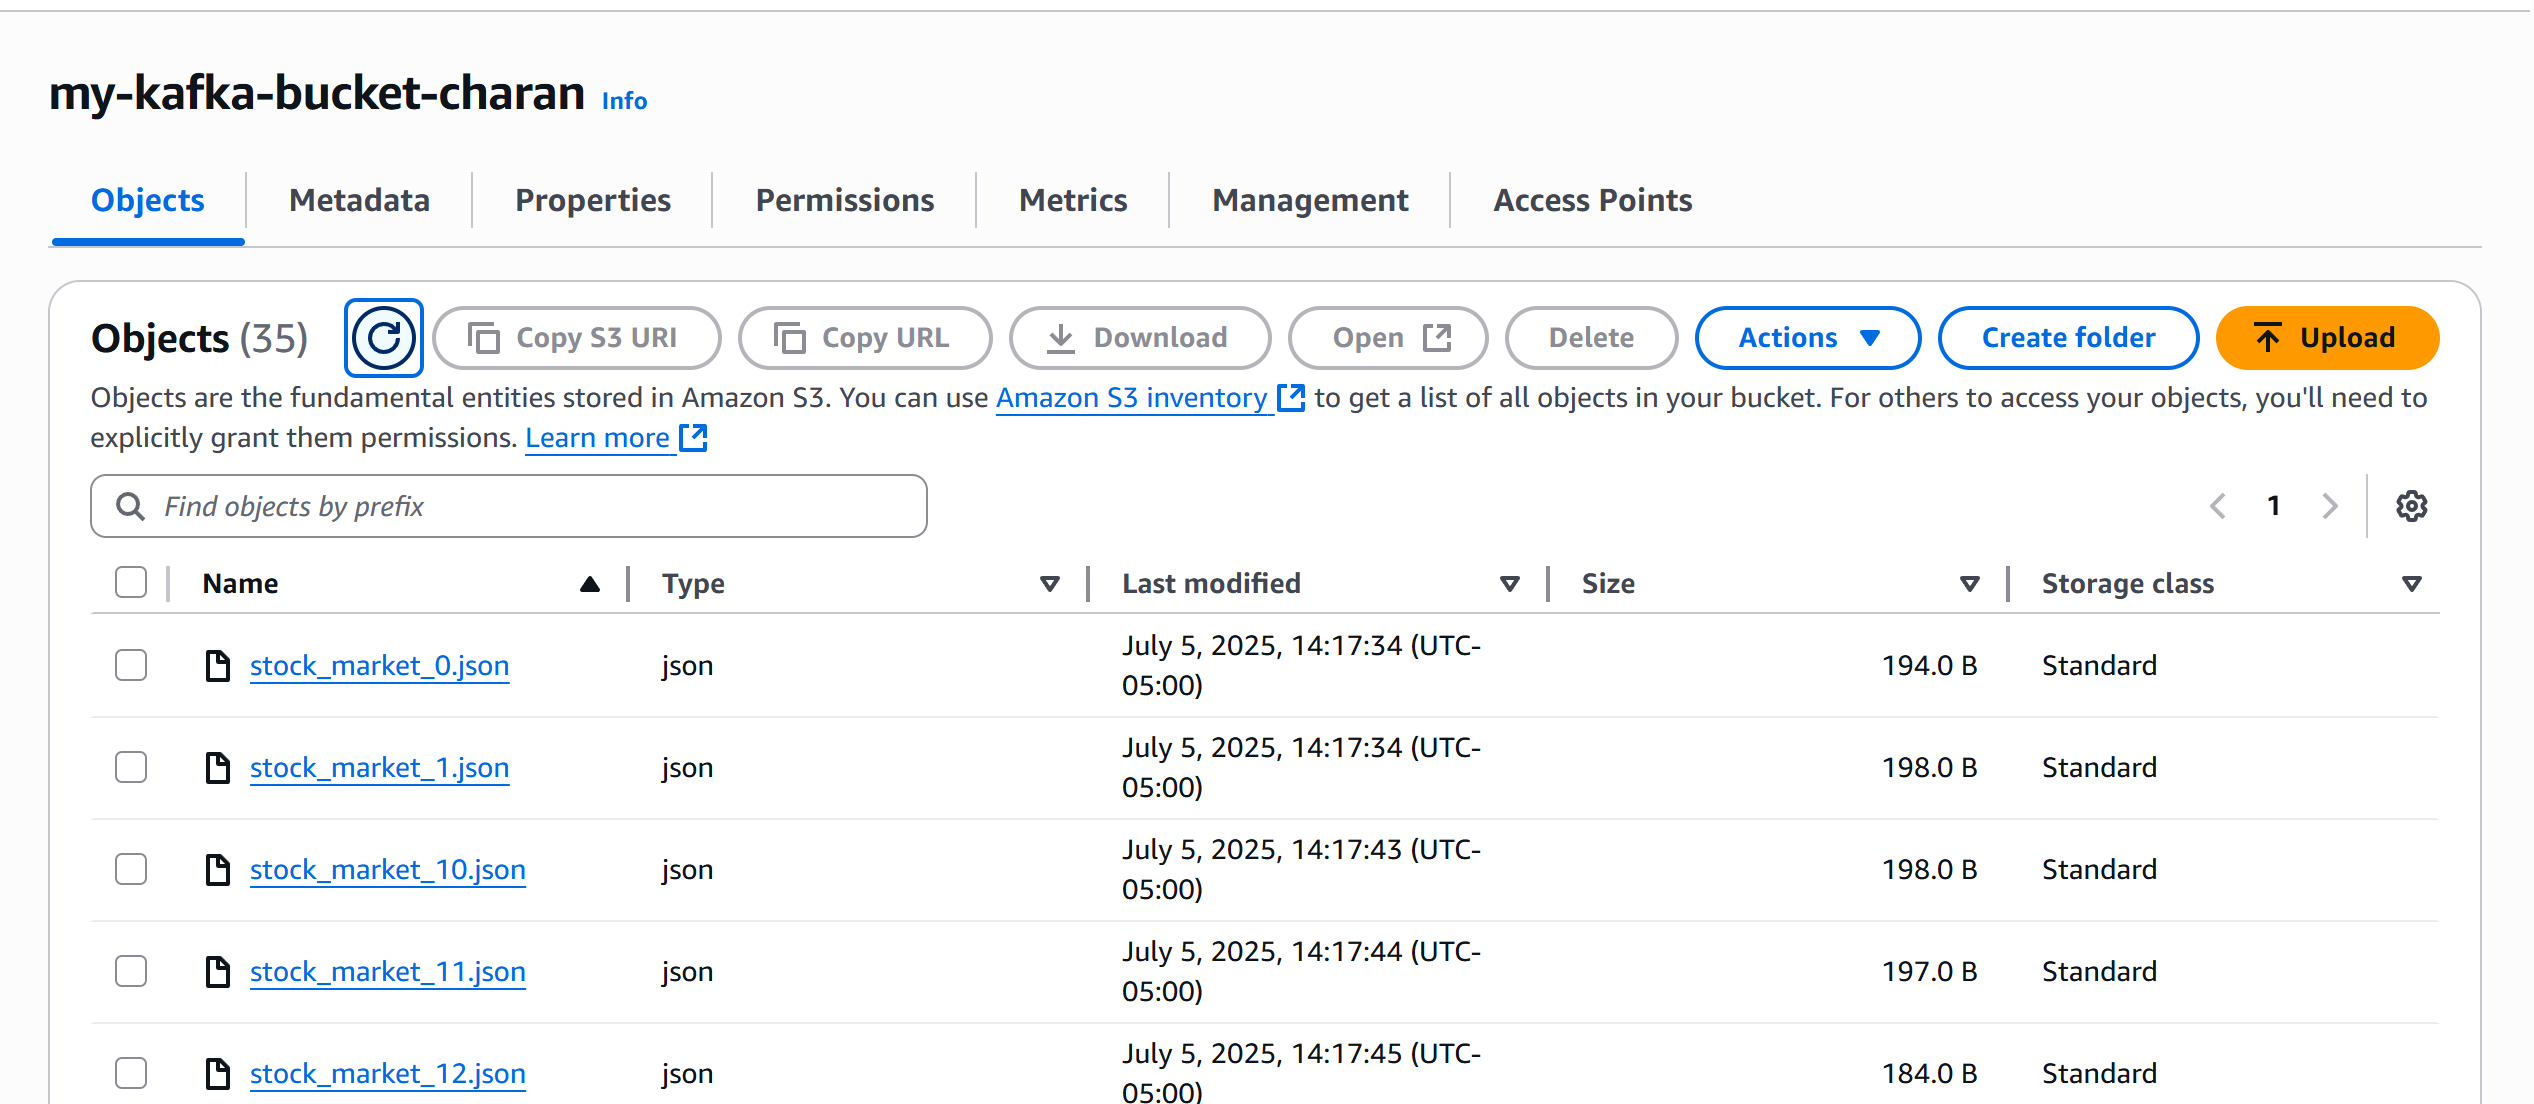 my-kafka-bucket-charan Info
Objects Metadata Properties Permissions Metrics Management Access Points
Objects (35) Copy S3 URI Copy URL Download Open Delete Actions Create folder Upload
Objects are the fundamental entities stored in Amazon S3. You can use Amazon S3 inventory to get a list of all objects in your bucket. For others to access your objects, you'll need to
explicitly grant them permissions. Learn more
Find objects by prefix 1
Name Type Last modified Size Storage class
stock_market_0.json json July 5, 2025, 14:17:34 (UTC-
05:00) 194.0 B Standard
stock_market_1.json json July 5, 2025, 14:17:34 (UTC-
05:00) 198.0 B Standard
stock_market_10.json json July 5, 2025, 14:17:43 (UTC-
05:00) 198.0 B Standard
stock_market_11.json json July 5, 2025, 14:17:44 (UTC-
05:00) 197.0 B Standard
stock_market_12.json json July 5, 2025, 14:17:45 (UTC-
05:00) 184.0 B Standard